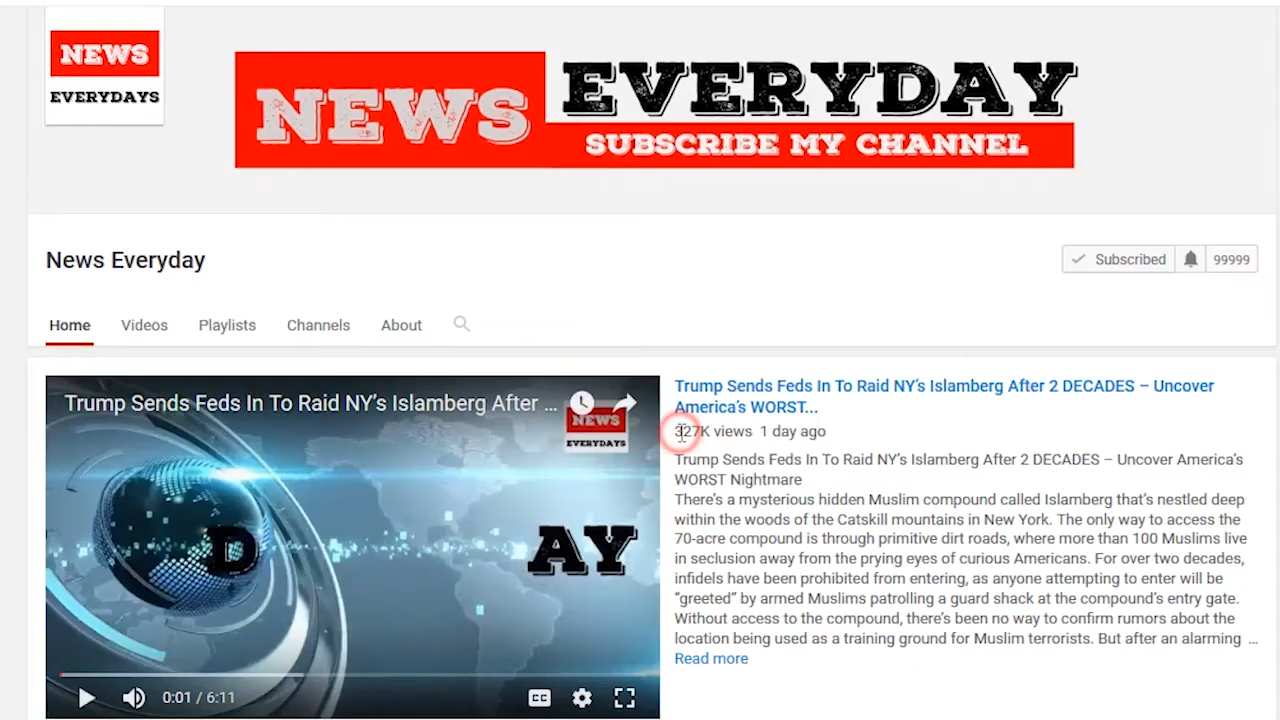 NEWS
EVERYDAYS
NEWS EVERYDAY
SUBSCRIBE MY CHANNEL
News Everyday
Subscribed 99999
Home Videos Playlists Channels About
Trump Sends Feds In To Raid NY's Islamberg After ...
NEWS
EVERYDAYS
D AY
0:01 / 6:11
CC
Trump Sends Feds In To Raid NY's Islamberg After 2 DECADES – Uncover
America's WORST...
327K views 1 day ago
Trump Sends Feds In To Raid NY's Islamberg After 2 DECADES – Uncover America's
WORST Nightmare
There's a mysterious hidden Muslim compound called Islamberg that's nestled deep
within the woods of the Catskill mountains in New York. The only way to access the
70-acre compound is through primitive dirt roads, where more than 100 Muslims live
in seclusion away from the prying eyes of curious Americans. For over two decades,
infidels have been prohibited from entering, as anyone attempting to enter will be
“greeted” by armed Muslims patrolling a guard shack at the compound's entry gate.
Without access to the compound, there's been no way to confirm rumors about the
location being used as a training ground for Muslim terrorists. But after an alarming ...
Read more